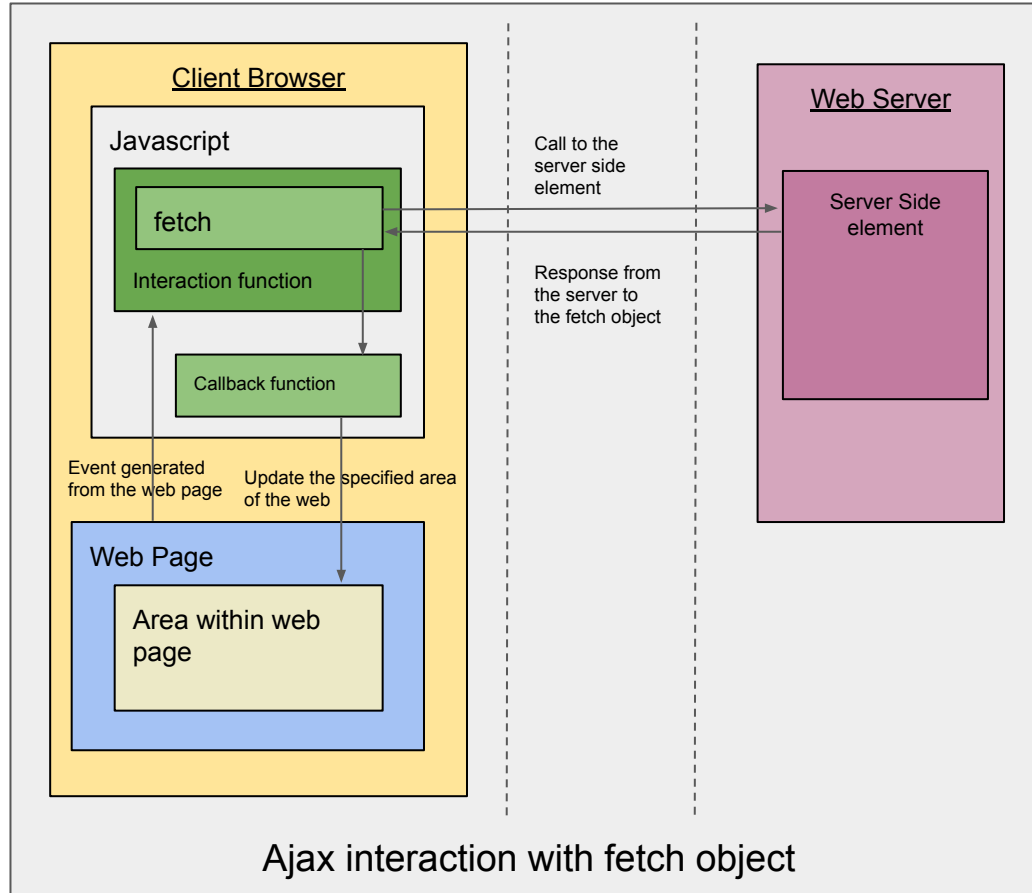 Client Browser
Javascript
fetch
Interaction function
Callback function
Event generated
from the web page
Update the specified area
of the web
Web Page
Area within web
page
Call to the
server side
element
Response from
the server to
the fetch object
Web Server
Server Side
element
Ajax interaction with fetch object